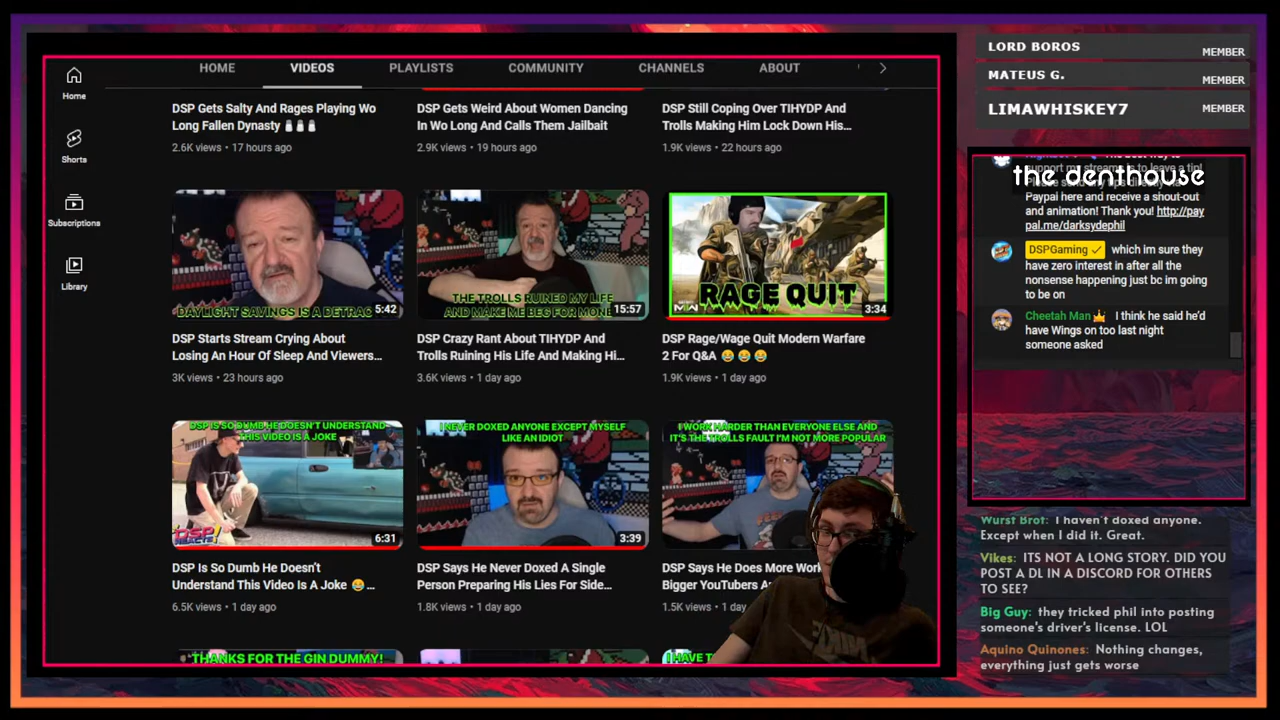 HOME
VIDEOS
PLAYLISTS
COMMUNITY
CHANNELS
ABOUT
Home
Shorts
Subscriptions
Library
DSP Gets Salty And Rages Playing Wo
Long Fallen Dynasty 🧂🧂🧂
2.6K views • 17 hours ago
DSP Gets Weird About Women Dancing
In Wo Long And Calls Them Jailbait
2.9K views • 19 hours ago
DSP Still Coping Over TIHYDP And
Trolls Making Him Lock Down His...
1.9K views • 22 hours ago
DAYLIGHT SAVINGS IS A DETRAC
5:42
DSP Starts Stream Crying About
Losing An Hour Of Sleep And Viewers...
3K views • 23 hours ago
THE TROLLS RUINED MY LIFE
AND MAKE ME BEG FOR MONE
15:57
DSP Crazy Rant About TIHYDP And
Trolls Ruining His Life And Making Hi...
3.6K views • 1 day ago
RAGE QUIT
3:34
DSP Rage/Wage Quit Modern Warfare
2 For Q&A 😂😂😂
1.9K views • 1 day ago
DSP IS SO DUMB HE DOESN'T UNDERSTAND
THIS VIDEO IS A JOKE
DSP
REACTS
6:31
DSP Is So Dumb He Doesn't
Understand This Video Is A Joke 😂...
6.5K views • 1 day ago
I NEVER DOXED ANYONE EXCEPT MYSELF
LIKE AN IDIOT
3:39
DSP Says He Never Doxed A Single
Person Preparing His Lies For Side...
1.8K views • 1 day ago
I WORK HARDER THAN EVERYONE ELSE AND
IT'S THE TROLLS FAULT I'M NOT MORE POPULAR
DSP Says He Does More Work
Bigger YouTubers
1.5K views • 1 day
THANKS FOR THE GIN DUMMY!
I HAVE
LORD BOROS
MEMBER
MATEUS G.
MEMBER
LIMAWHISKEY7
MEMBER
the denthouse
support my streams is to leave a tip!
Paypal here and receive a shout-out
and animation! Thank you! http://pay
pal.me/darksydephil
DSPGaming which im sure they
have zero interest in after all the
nonsense happening just bc im going
to be on
Cheetah Man I think he said he'd
have Wings on too last night
someone asked
Wurst Brot: I haven't doxed anyone.
Except when I did it. Great.
Vikes: ITS NOT A LONG STORY. DID YOU
POST A DL IN A DISCORD FOR OTHERS
TO SEE?
Big Guy: they tricked phil into posting
someone's driver's license. LOL
Aquino Quinones: Nothing changes,
everything just gets worse